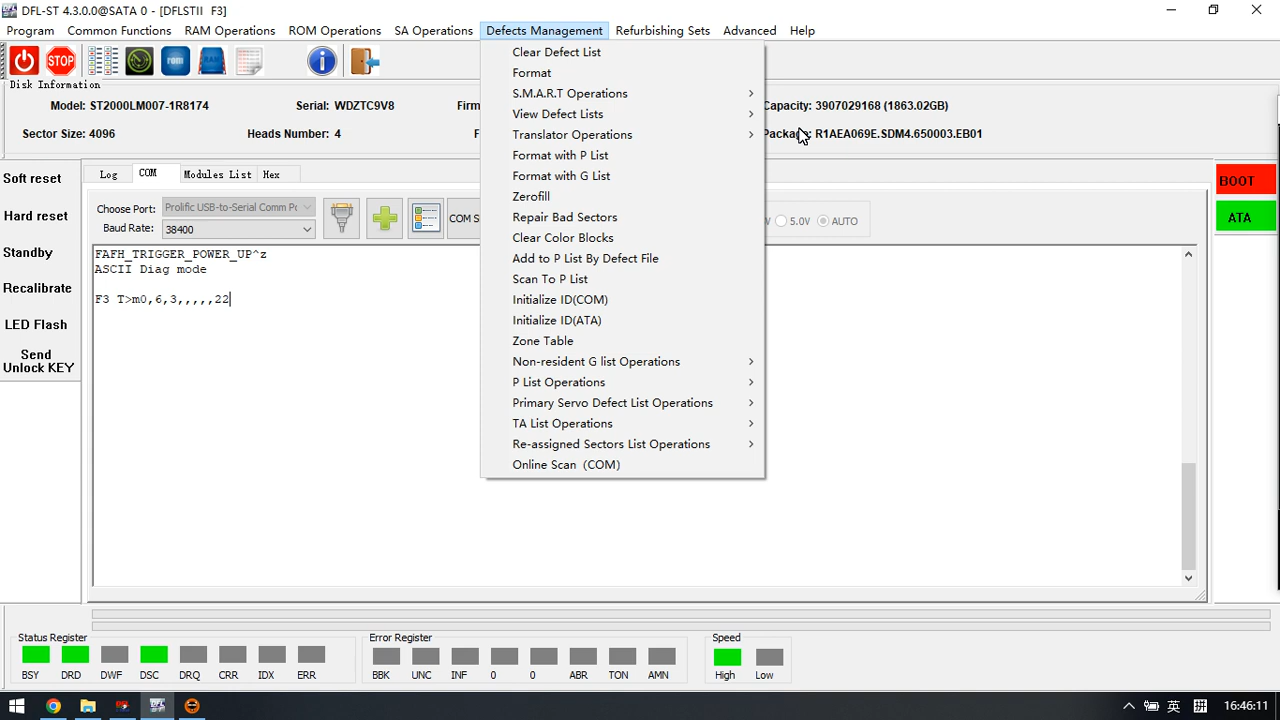 DFL-ST 4.3.0.0@SATA 0 - [DFLSTII  F3]
Program Common Functions RAM Operations ROM Operations SA Operations Defects Management Refurbishing Sets Advanced Help
STOP rom
Disk Information
Model: ST2000LM007-1R8174 Serial: WDZTC9V8 Firm Capacity: 3907029168 (1863.02GB)
Sector Size: 4096 Heads Number: 4 F Package: R1AEA069E.SDM4.650003.EB01
Clear Defect List
Format
S.M.A.R.T Operations
View Defect Lists
Translator Operations
Format with P List
Format with G List
Zerofill
Repair Bad Sectors
Clear Color Blocks
Add to P List By Defect File
Scan To P List
Initialize ID(COM)
Initialize ID(ATA)
Zone Table
Non-resident G list Operations
P List Operations
Primary Servo Defect List Operations
TA List Operations
Re-assigned Sectors List Operations
Online Scan（COM)
Soft reset
Hard reset
Standby
Recalibrate
LED Flash
Send
Unlock KEY
Log COM Modules List Hex
Choose Port: Prolific USB-to-Serial Comm Po
Baud Rate: 38400
COM S V 5.0V AUTO
BOOT
ATA
FAFH_TRIGGER_POWER_UP^z
ASCII Diag mode
F3 T>m0,6,3,,,,,22
Status Register Error Register Speed
BSY DRD DWF DSC DRQ CRR IDX ERR BBK UNC INF 0 0 ABR TON AMN High Low
英 拼 16:46:11